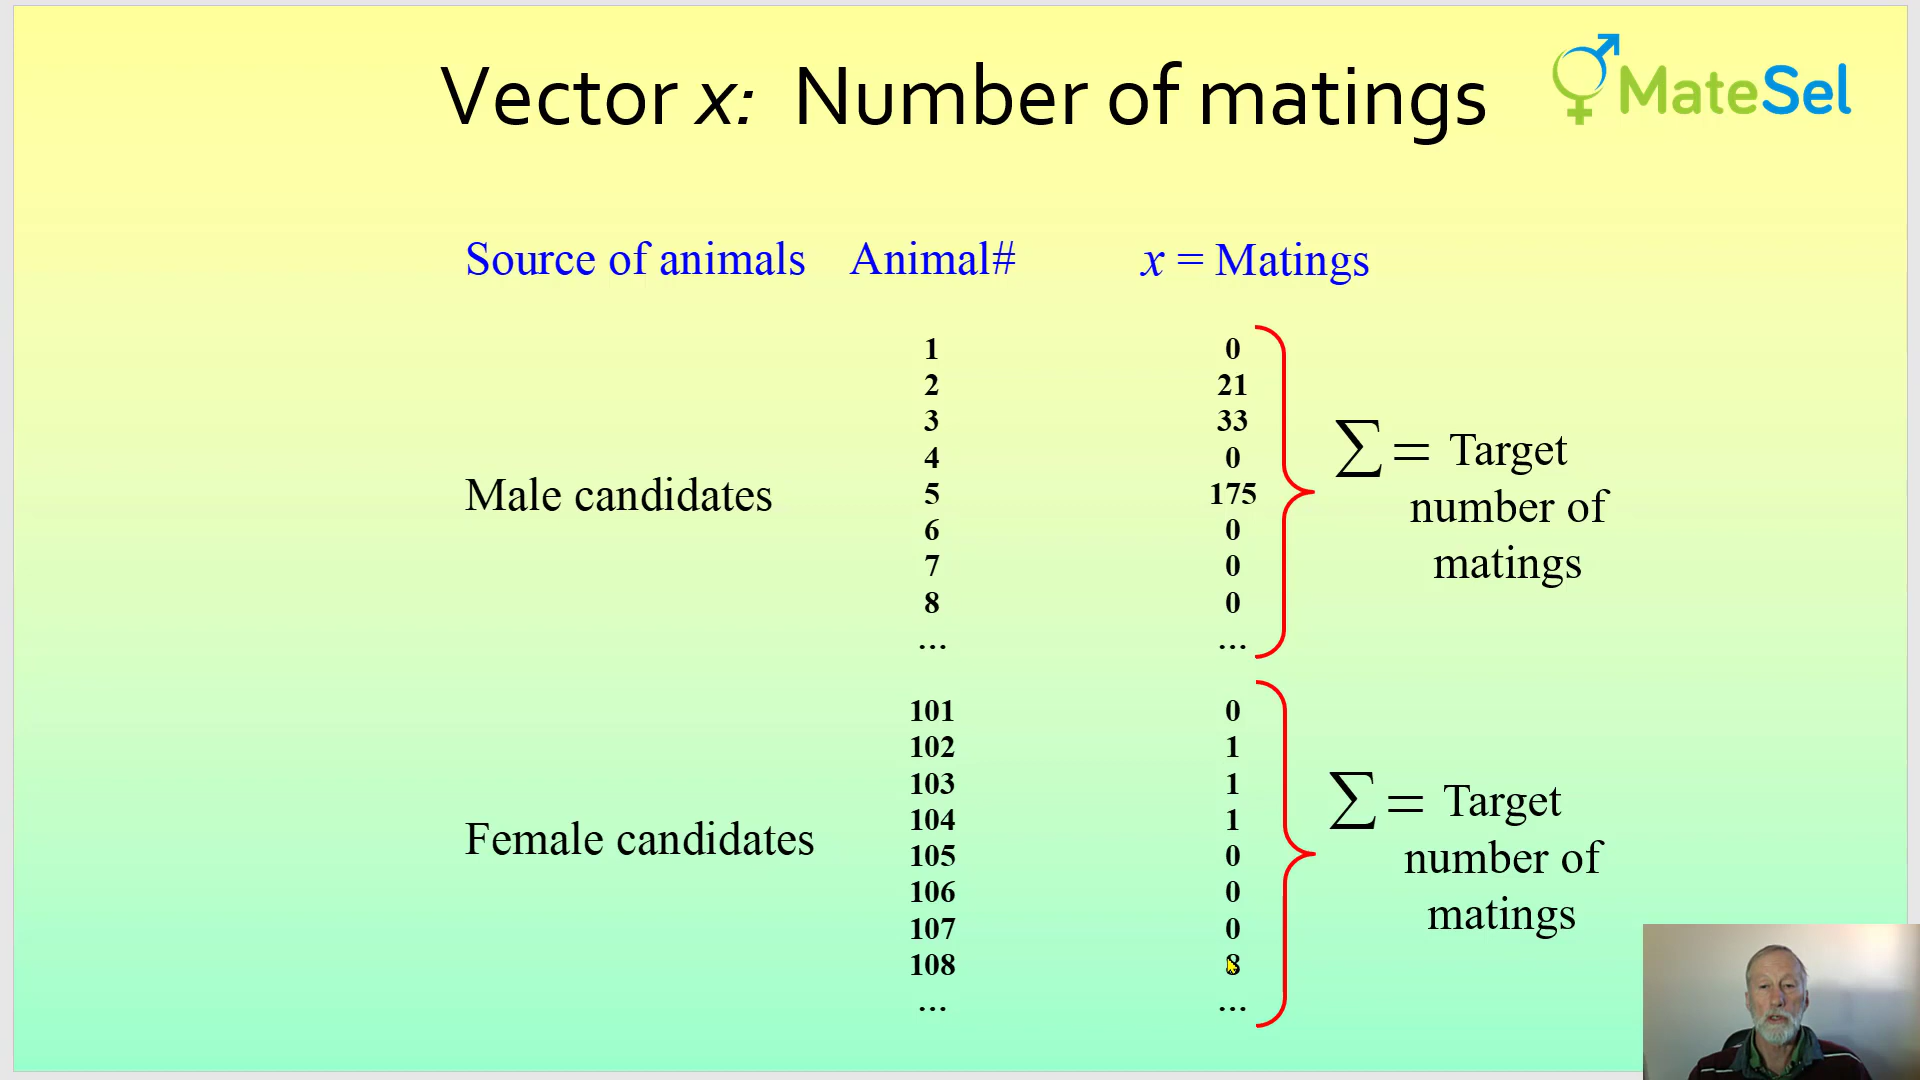 Vector x: Number of matings
MateSel
Source of animals Animal# x = Matings
1 0
2 21
3 33
4 0
Male candidates 5 175
6 0
7 0
8 0
... ...
∑ = Target
number of
matings
101 0
102 1
103 1
104 1
Female candidates 105 0
106 0
107 0
108 8
... ...
∑ = Target
number of
matings